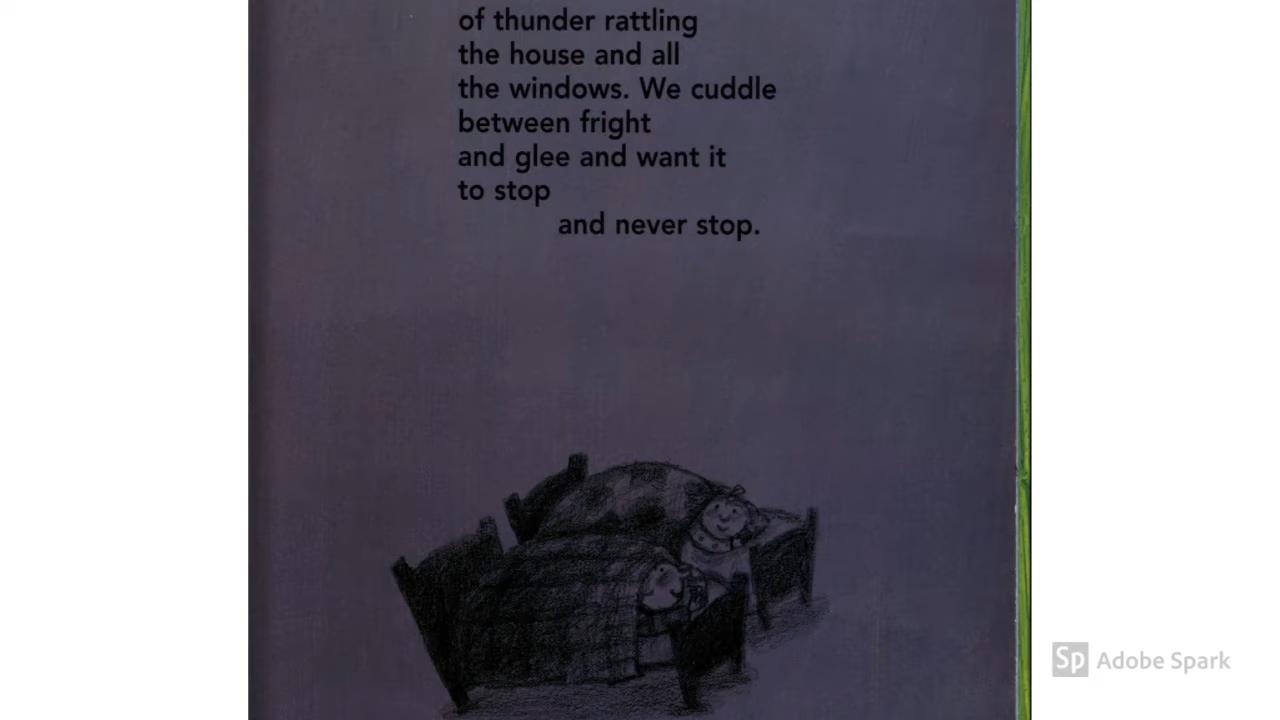 of thunder rattling
the house and all
the windows. We cuddle
between fright
and glee and want it
to stop
and never stop.
Sp Adobe Spark